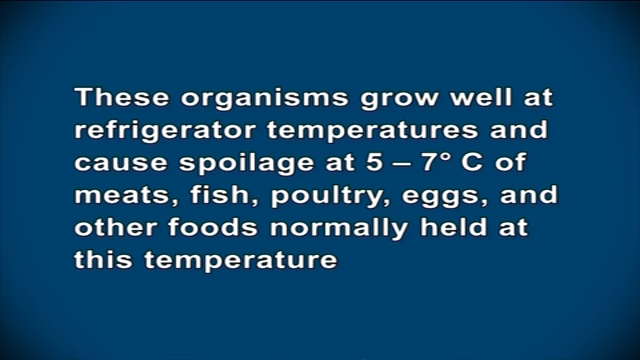 These organisms grow well at
refrigerator temperatures and
cause spoilage at 5 – 7° C of
meats, fish, poultry, eggs, and
other foods normally held at
this temperature